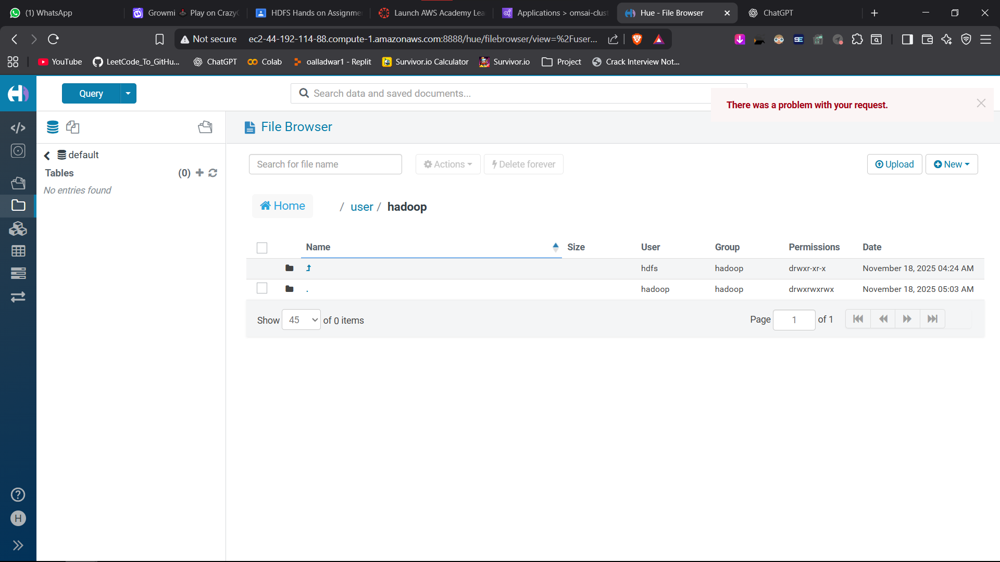 (1) WhatsApp
Growmi Play on CrazyG
HDFS Hands on Assignme
Launch AWS Academy Lea
Applications > omsai-clust
Hue - File Browser
ChatGPT
Not secure ec2-44-192-114-88.compute-1.amazonaws.com:8888/hue/filebrowser/view=%2Fuser...
YouTube
LeetCode_To_GitHu...
ChatGPT
Colab
oalladwar1 - Replit
Survivor.io Calculator
Survivor.io
Project
Crack Interview Not...
Query
Search data and saved documents...
There was a problem with your request.
File Browser
default
Tables (0)
No entries found
Search for file name
Actions
Delete forever
Upload
New
Home / user / hadoop
Name Size User Group Permissions Date
hdfs hadoop drwxr-xr-x November 18, 2025 04:24 AM
. hadoop hadoop drwxrwxrwx November 18, 2025 05:03 AM
Show 45 of 0 items
Page 1 of 1
H